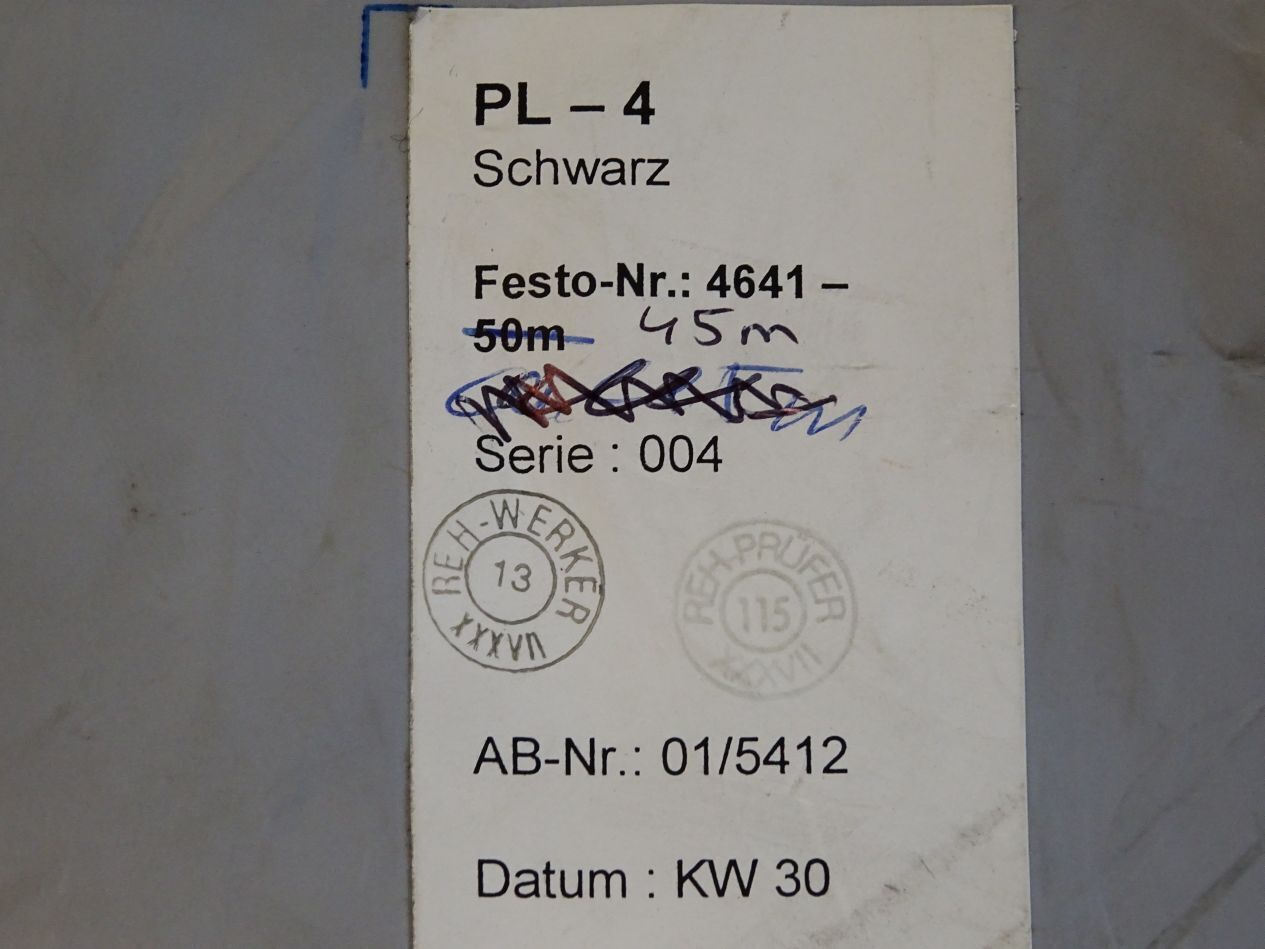 PL – 4
Schwarz
Festo-Nr.: 4641 –
50m 45m
Serie : 004
REH-WERKER
13
XXXVII
REH-PRÜFER
115
XXXVII
AB-Nr.: 01/5412
Datum : KW 30